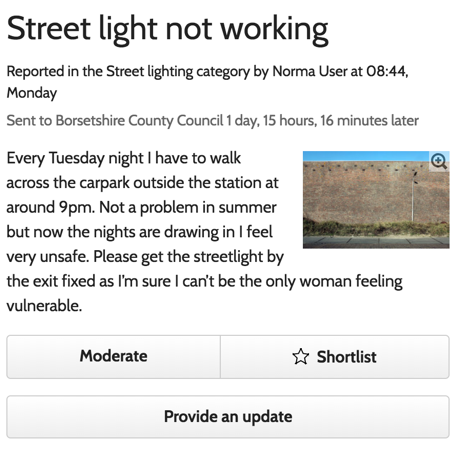 Street light not working
Reported in the Street lighting category by Norma User at 08:44,
Monday
Sent to Borsetshire County Council 1 day, 15 hours, 16 minutes later
Every Tuesday night I have to walk
across the carpark outside the station at
around 9pm. Not a problem in summer
but now the nights are drawing in I feel
very unsafe. Please get the streetlight by
the exit fixed as I'm sure I can't be the only woman feeling
vulnerable.
Moderate
Shortlist
Provide an update